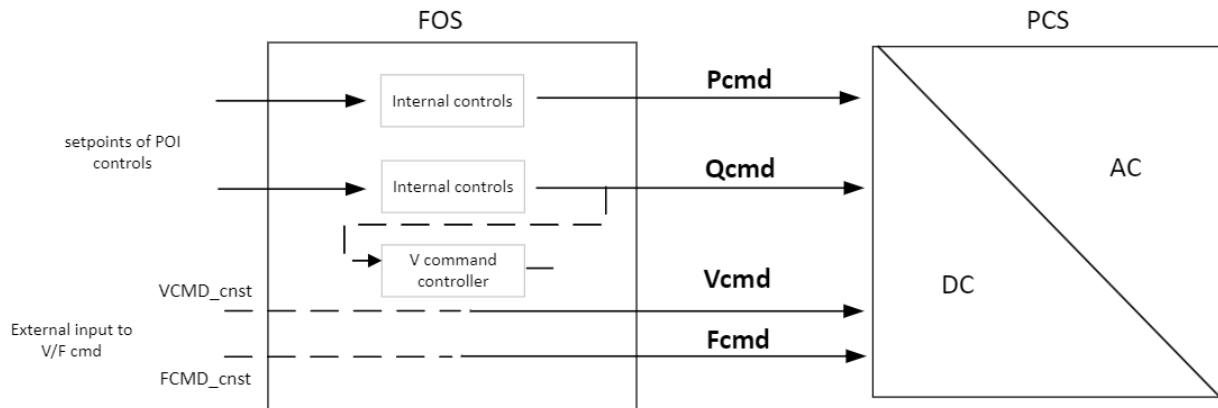 FOS
PCS
Internal controls
Pcmd
setpoints of POI
controls
Internal controls
Qcmd
AC
V command
controller
VCMD_cnst
Vcmd
DC
External input to
V/F cmd
Fcmd
FCMD_cnst